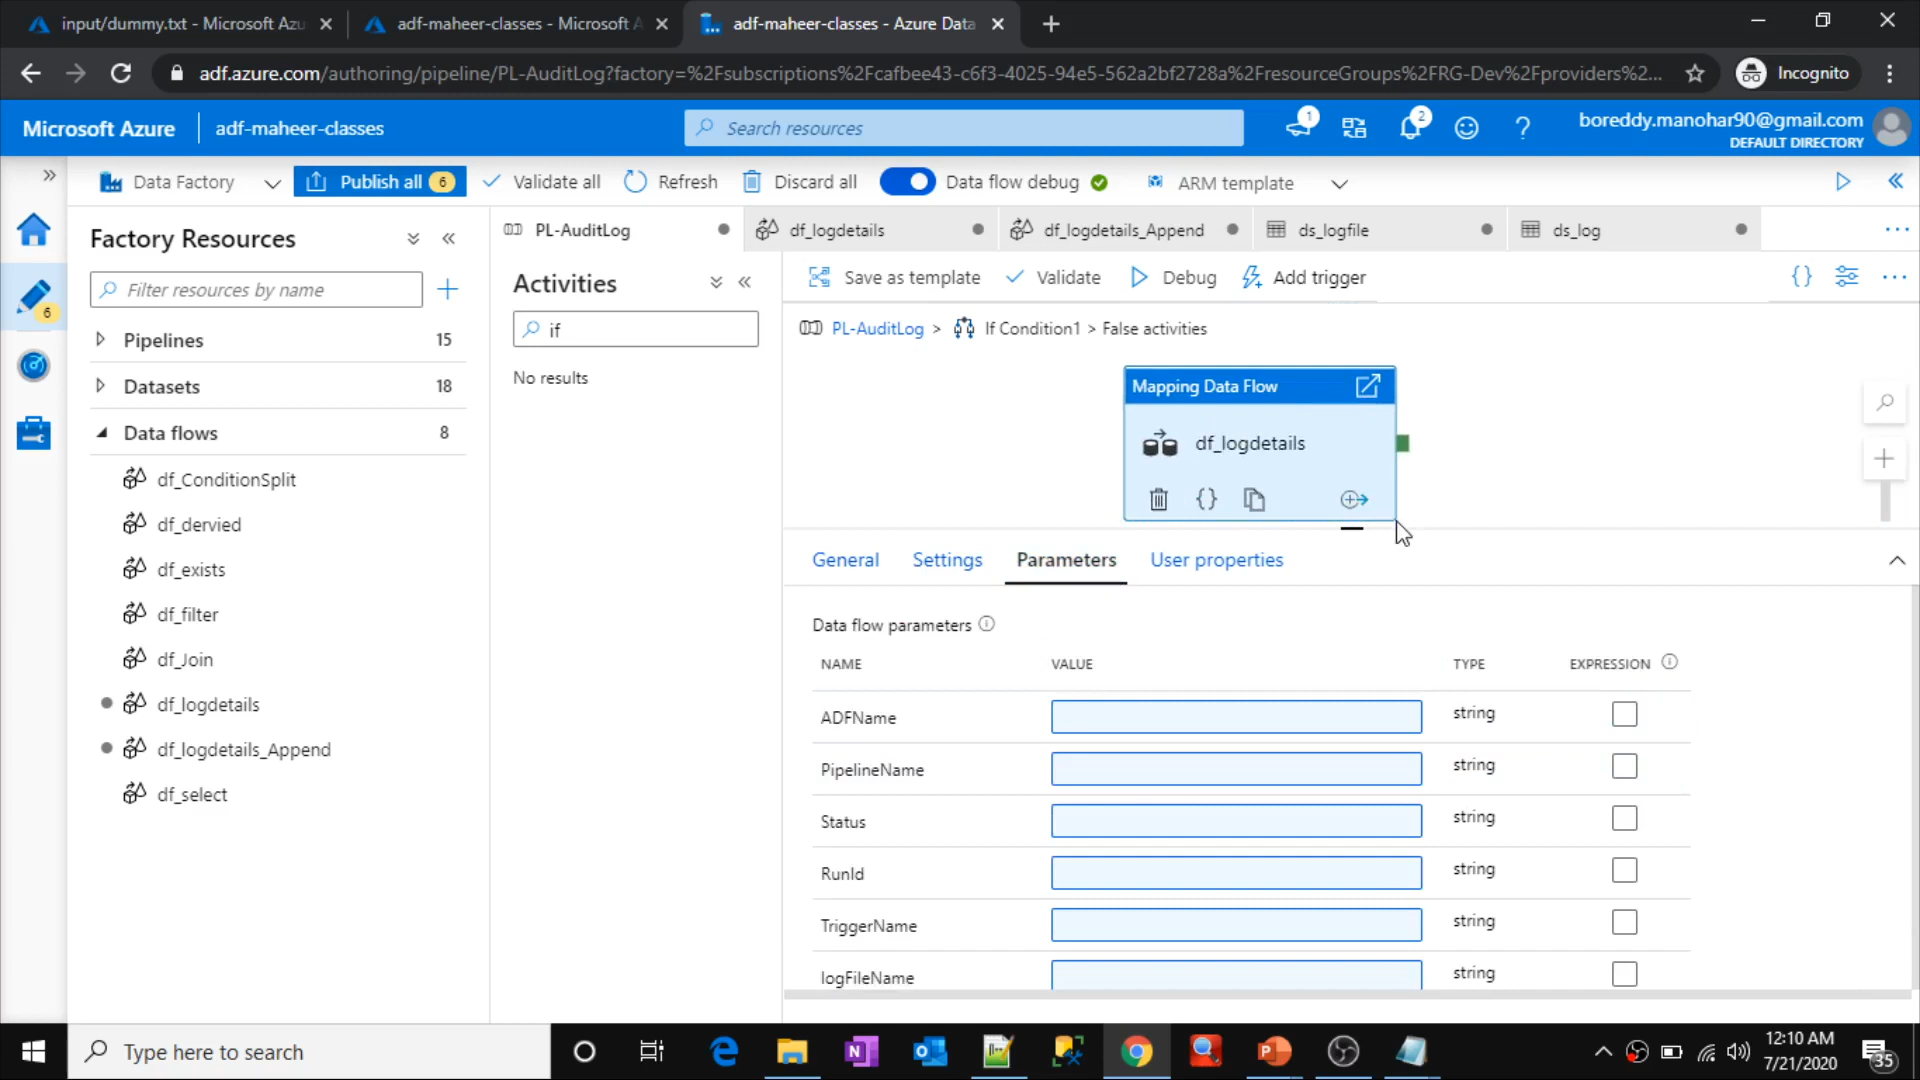 input/dummy.txt - Microsoft Azu
adf-maheer-classes - Microsoft A
adf-maheer-classes - Azure Data
adf.azure.com/authoring/pipeline/PL-AuditLog?factory=%2Fsubscriptions%2Fcafbee43-c6f3-4025-94e5-562a2bf2728a%2FresourceGroups%2FRG-Dev%2Fproviders%2...
Incognito
Microsoft Azure
adf-maheer-classes
Search resources
1
2
boreddy.manohar90@gmail.com
DEFAULT DIRECTORY
Data Factory
Publish all 6
Validate all
Refresh
Discard all
Data flow debug
ARM template
Factory Resources
Filter resources by name
6
Pipelines 15
Datasets 18
Data flows 8
df_ConditionSplit
df_dervied
df_exists
df_filter
df_Join
df_logdetails
df_logdetails_Append
df_select
PL-AuditLog
df_logdetails
df_logdetails_Append
ds_logfile
ds_log
Activities
if
No results
Save as template
Validate
Debug
Add trigger
PL-AuditLog > If Condition1 > False activities
Mapping Data Flow
df_logdetails
General
Settings
Parameters
User properties
Data flow parameters
NAME VALUE TYPE EXPRESSION
ADFName string
PipelineName string
Status string
RunId string
TriggerName string
logFileName string
Type here to search
12:10 AM
7/21/2020
35